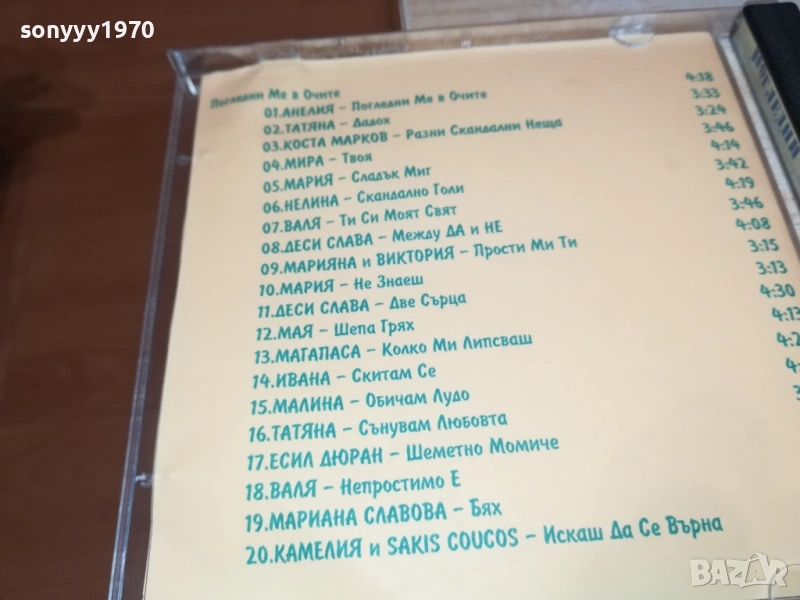 sonyyy1970
Погледни Ме в Очите
01.АНЕЛИЯ – Погледни Ме в Очите 4:18
02.ТАТЯНА – Дадох 3:33
03.КОСТА МАРКОВ – Разни Скандални Неща 3:24
04.МИРА – Твоя 3:46
05.МАРИЯ – Сладък Миг 4:14
06.НЕЛИНА – Скандално Голи 3:42
07.ВАЛЯ – Ти Си Моят Свят 4:19
08.ДЕСИ СЛАВА – Между ДА и НЕ 3:46
09.МАРИЯНА и ВИКТОРИЯ – Прости Ми Ти 4:08
10.МАРИЯ – Не Знаеш 3:15
11.ДЕСИ СЛАВА – Две Сърца 3:13
12.МАЯ – Шепа Грях 4:30
13.МАГАПАСА – Колко Ми Липсваш 4:13
14.ИВАНА – Скитам Се
15.МАЛИНА – Обичам Лудо
16.ТАТЯНА – Сънувам Любовта
17.ЕСИЛ ДЮРАН – Шеметно Момиче
18.ВАЛЯ – Непростимо Е
19.МАРИАНА СЛАВОВА – Бях
20.КАМЕЛИЯ и SAKIS COUCOS – Искаш Да Се Върна
BAZAR